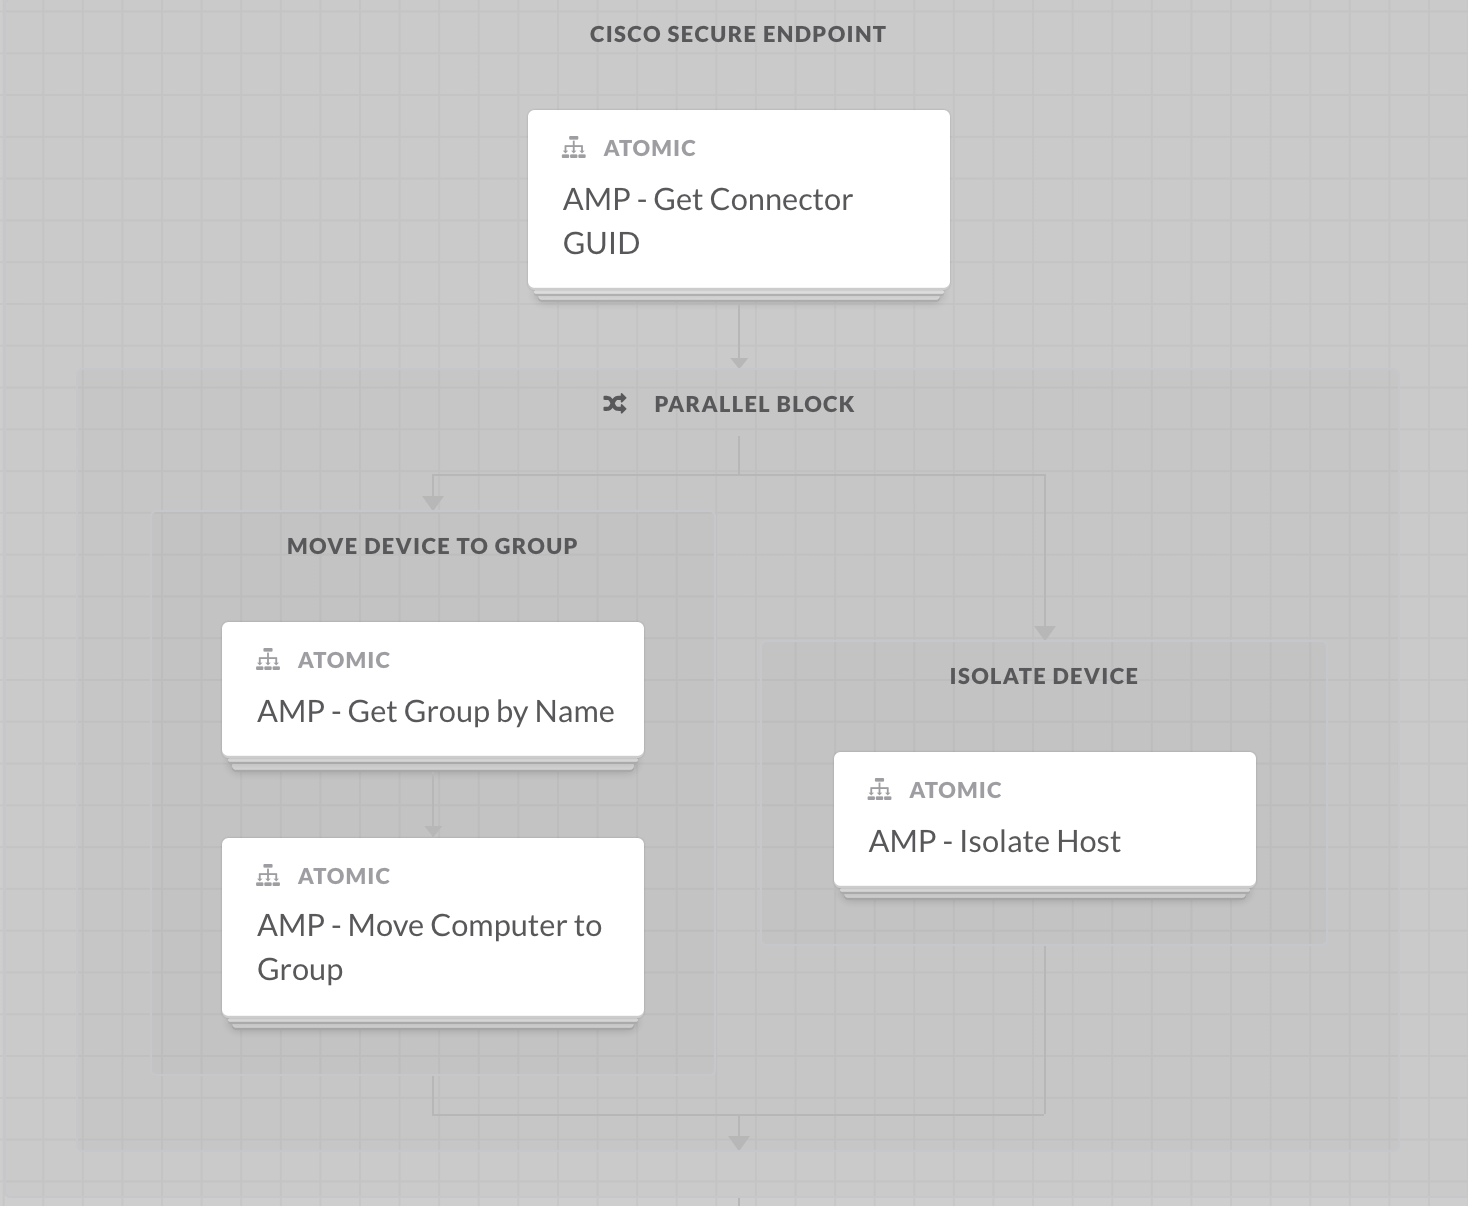 CISCO SECURE ENDPOINT
ATOMIC
AMP - Get Connector
GUID
PARALLEL BLOCK
MOVE DEVICE TO GROUP
ATOMIC
AMP - Get Group by Name
ATOMIC
AMP - Move Computer to
Group
ISOLATE DEVICE
ATOMIC
AMP - Isolate Host